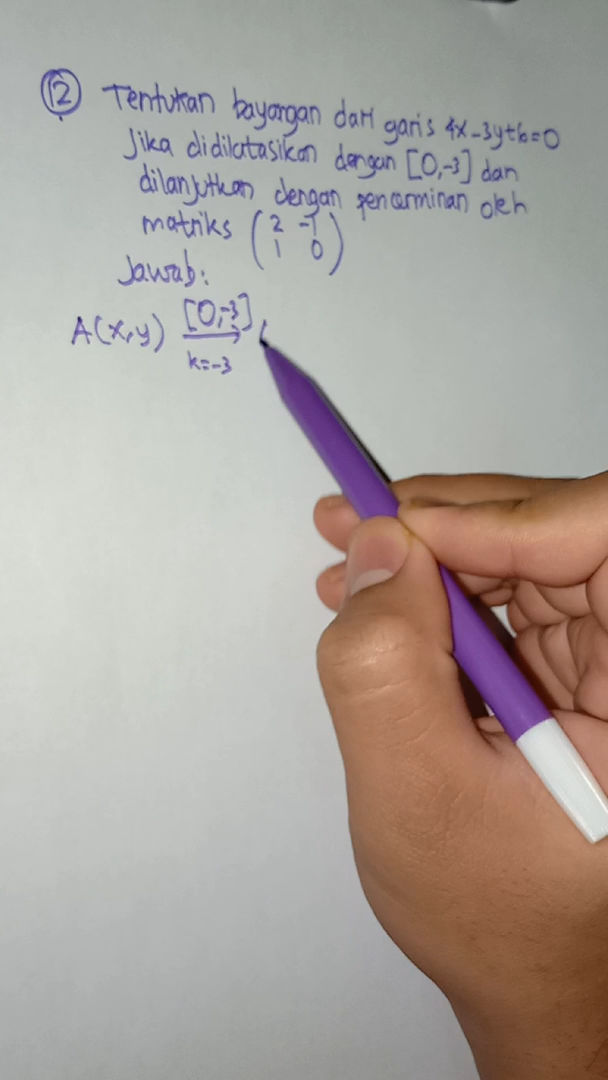 12 Tentukan bayangan dari garis 4x-3y+6=0
Jika didilatasikan dengan [0,-3] dan
dilanjutkan dengan pencerminan oleh
matriks (2 -1
1 0)
Jawab:
A(x,y) [0,-3] (
k=-3